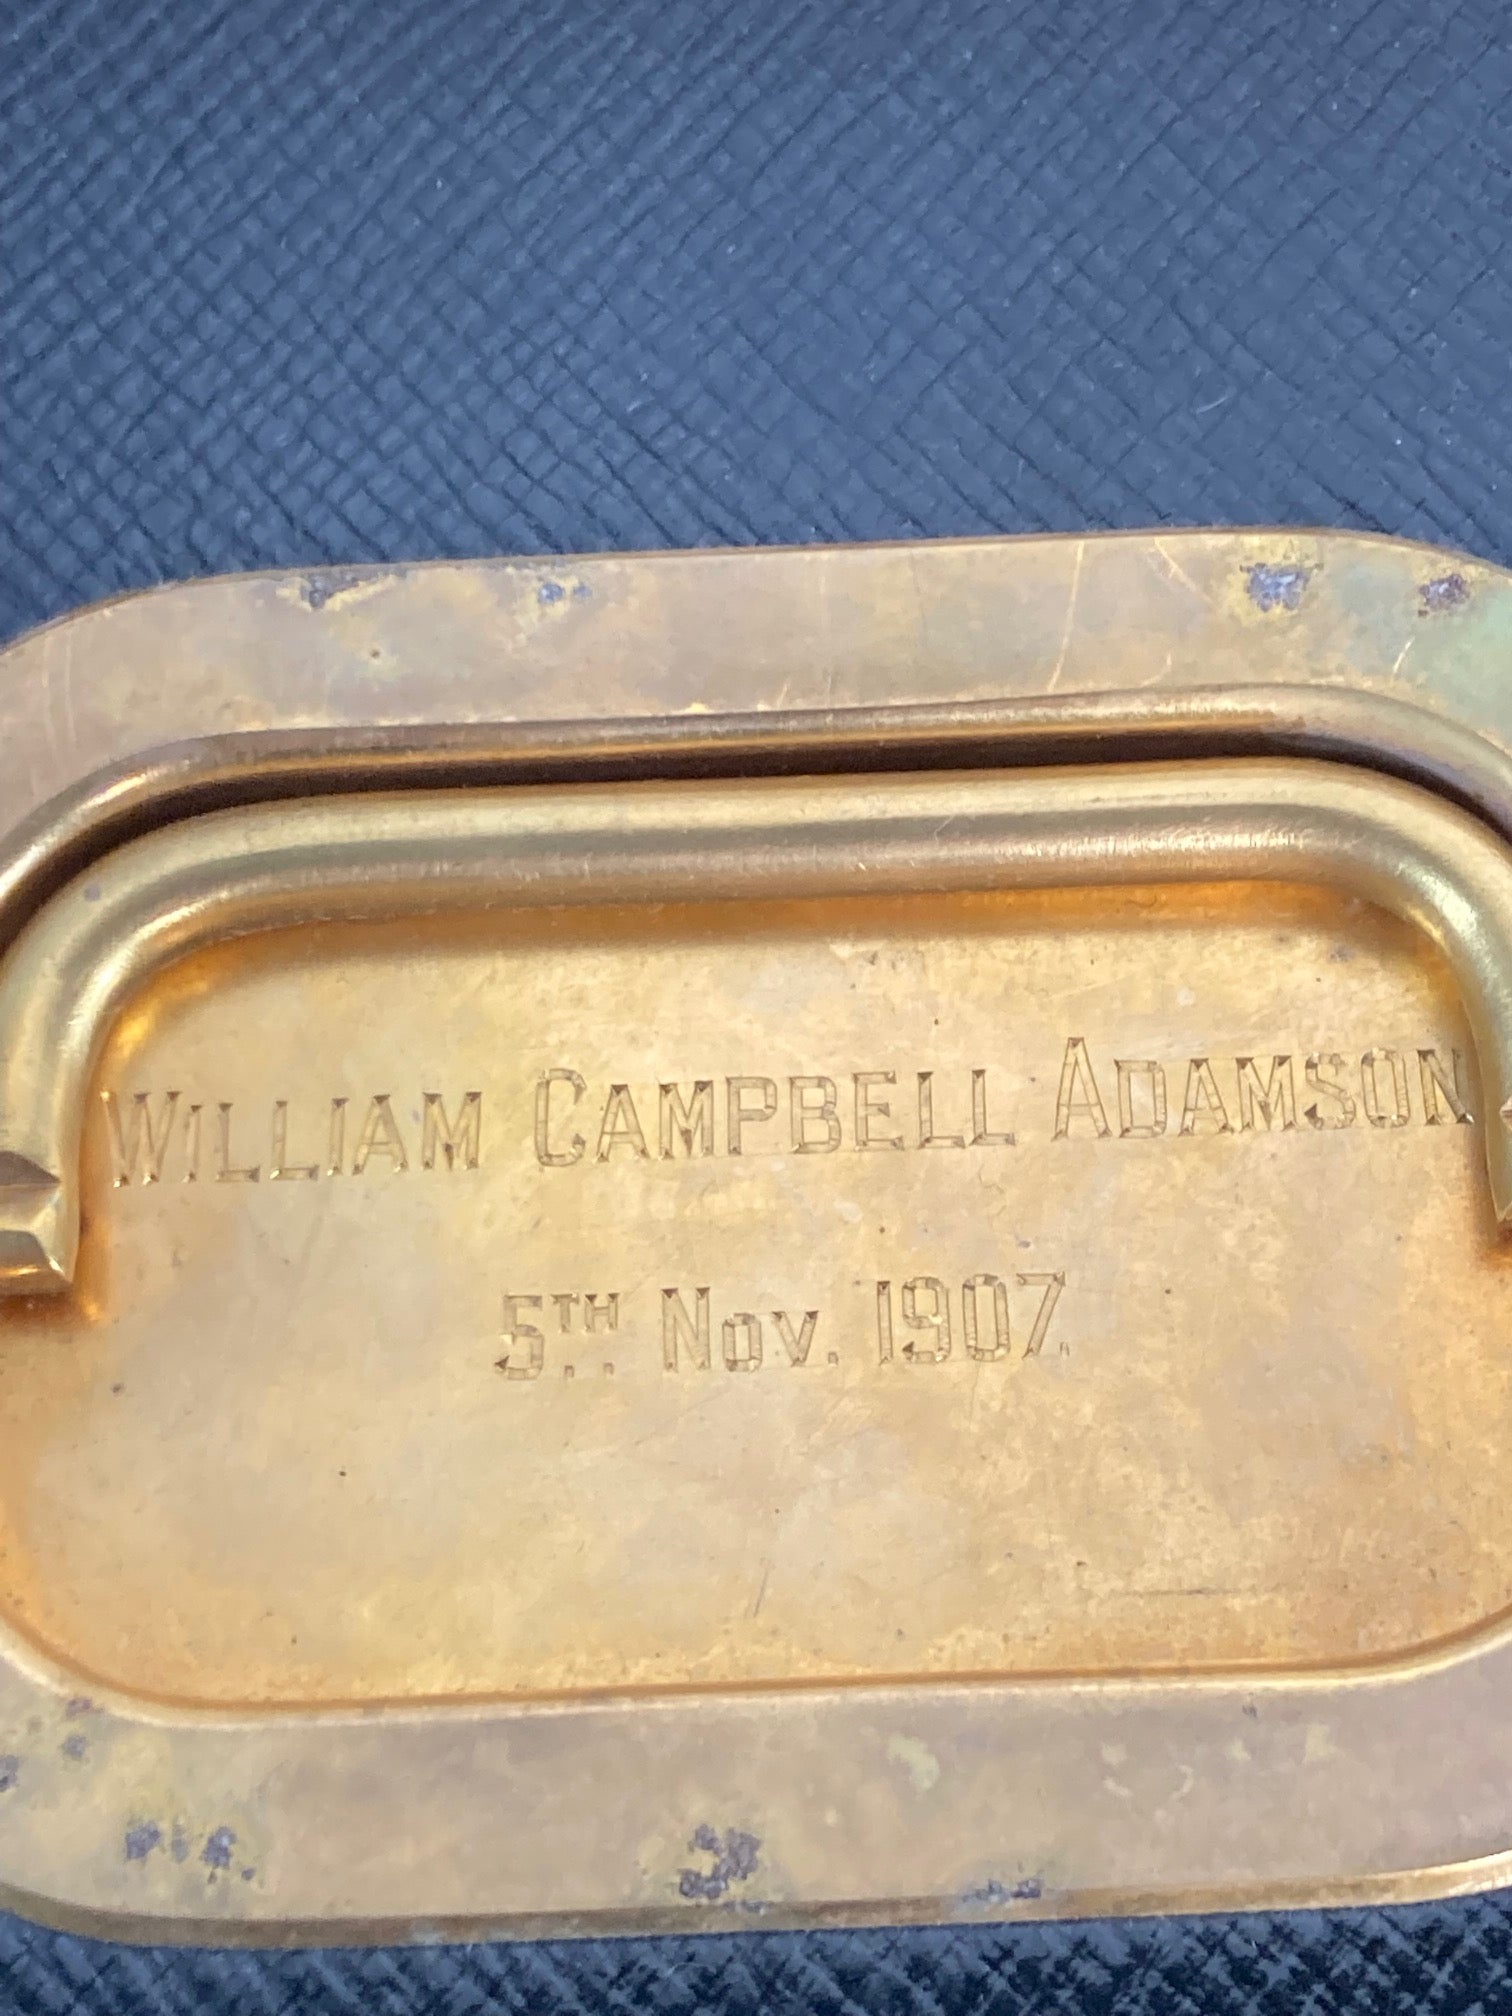 WILLIAM CAMPBELL ADAMSON
5TH NOV. 1907.